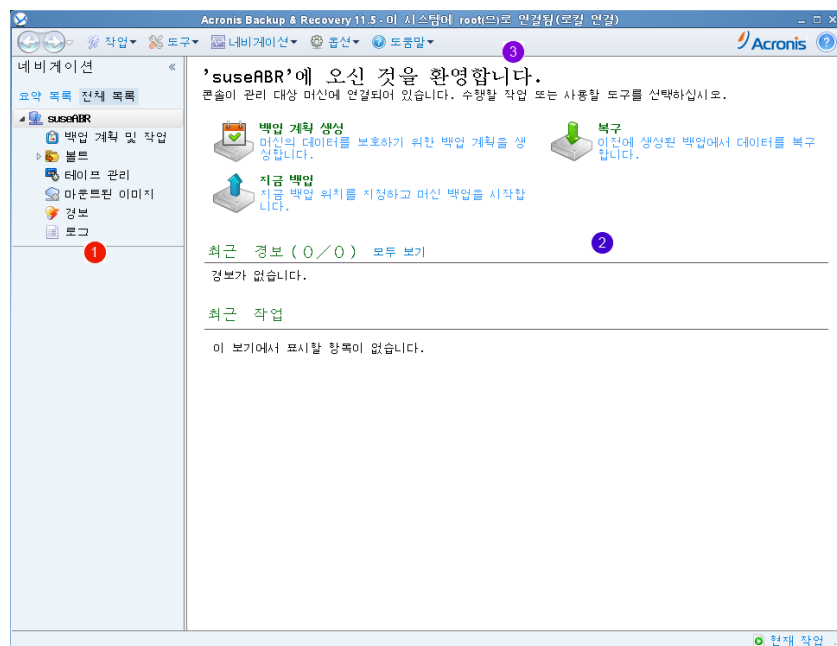 Acronis Backup & Recovery 11.5 - 이 시스템에 root(으)로 연결됨(로컬 연결)
작업 도구 네비게이션 옵션 도움말 Acronis
3
네비게이션 «
요약 목록 전체 목록
suseABR
백업 계획 및 작업
볼트
테이프 관리
마운트된 이미지
경보
로그
1
'suseABR'에 오신 것을 환영합니다.
콘솔이 관리 대상 머신에 연결되어 있습니다. 수행할 작업 또는 사용할 도구를 선택하십시오.
백업 계획 생성
머신의 데이터를 보호하기 위한 백업 계획을 생
성합니다.
복구
이전에 생성된 백업에서 데이터를 복구
합니다.
지금 백업
지금 백업 위치를 지정하고 머신 백업을 시작합
니다.
2
최근 경보(0/0) 모두 보기
경보가 없습니다.
최근 작업
이 보기에서 표시할 항목이 없습니다.
현재 작업